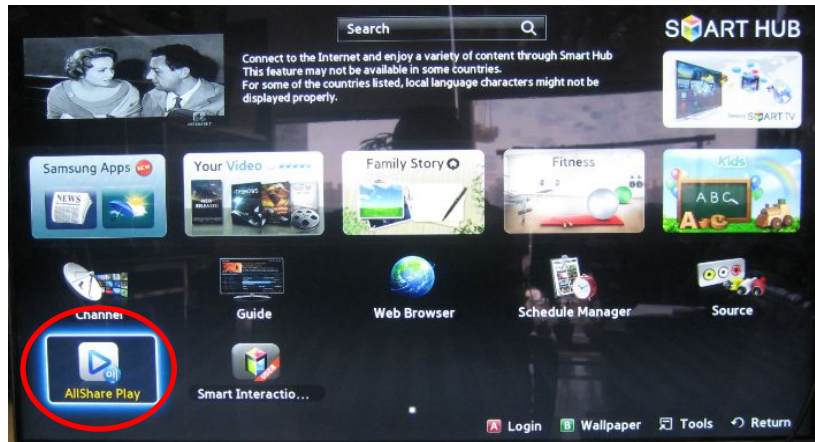 Search
SMART HUB
Connect to the Internet and enjoy a variety of content through Smart Hub
This feature may not be available in some countries.
For some of the countries listed, local language characters might not be
displayed properly.
SMART TV
Samsung Apps NEW
Your Video
Family Story
Fitness
Kids
NEWS
ABC
Channel
Guide
Web Browser
Schedule Manager
Source
AllShare Play
Smart Interactio...
A Login B Wallpaper Tools Return